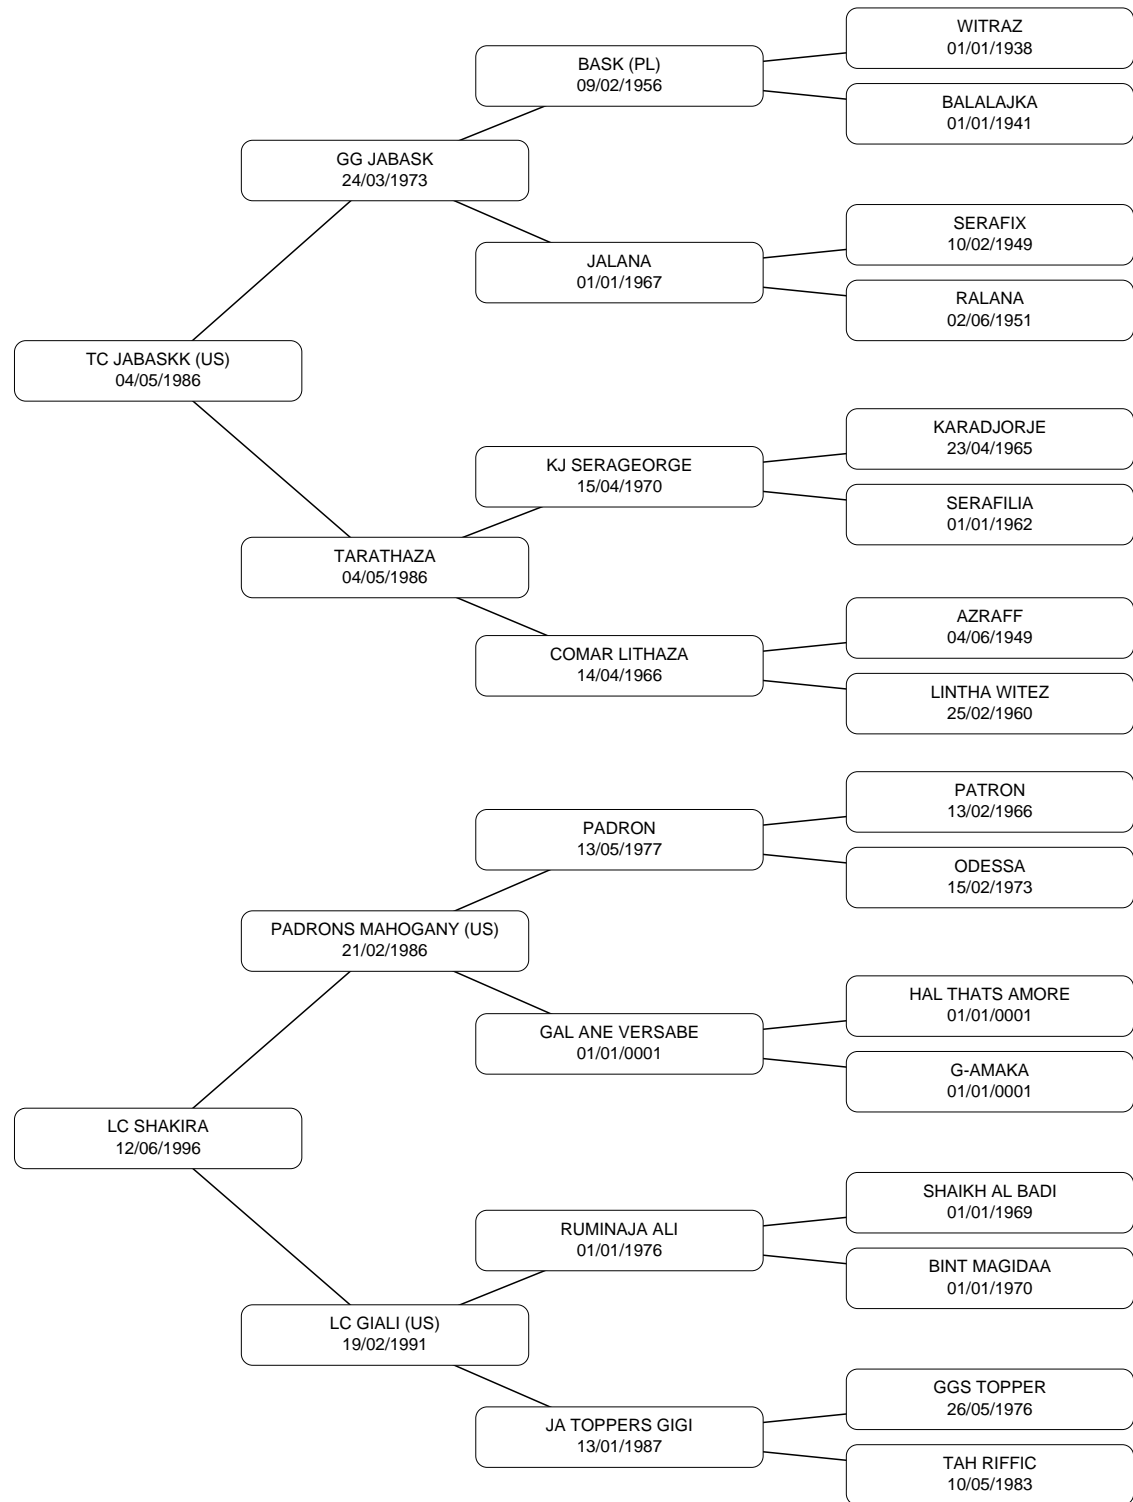 WITRAZ
01/01/1938
BASK (PL)
09/02/1956
BALALAJKA
01/01/1941
GG JABASK
24/03/1973
SERAFIX
10/02/1949
JALANA
01/01/1967
RALANA
02/06/1951
TC JABASKK (US)
04/05/1986
KARADJORJE
23/04/1965
KJ SERAGEORGE
15/04/1970
SERAFILIA
01/01/1962
TARATHAZA
04/05/1986
AZRAFF
04/06/1949
COMAR LITHAZA
14/04/1966
LINTHA WITEZ
25/02/1960
PATRON
13/02/1966
PADRON
13/05/1977
ODESSA
15/02/1973
PADRONS MAHOGANY (US)
21/02/1986
HAL THATS AMORE
01/01/0001
GAL ANE VERSABE
01/01/0001
G-AMAKA
01/01/0001
LC SHAKIRA
12/06/1996
SHAIKH AL BADI
01/01/1969
RUMINAJA ALI
01/01/1976
BINT MAGIDAA
01/01/1970
LC GIALI (US)
19/02/1991
GGS TOPPER
26/05/1976
JA TOPPERS GIGI
13/01/1987
TAH RIFFIC
10/05/1983